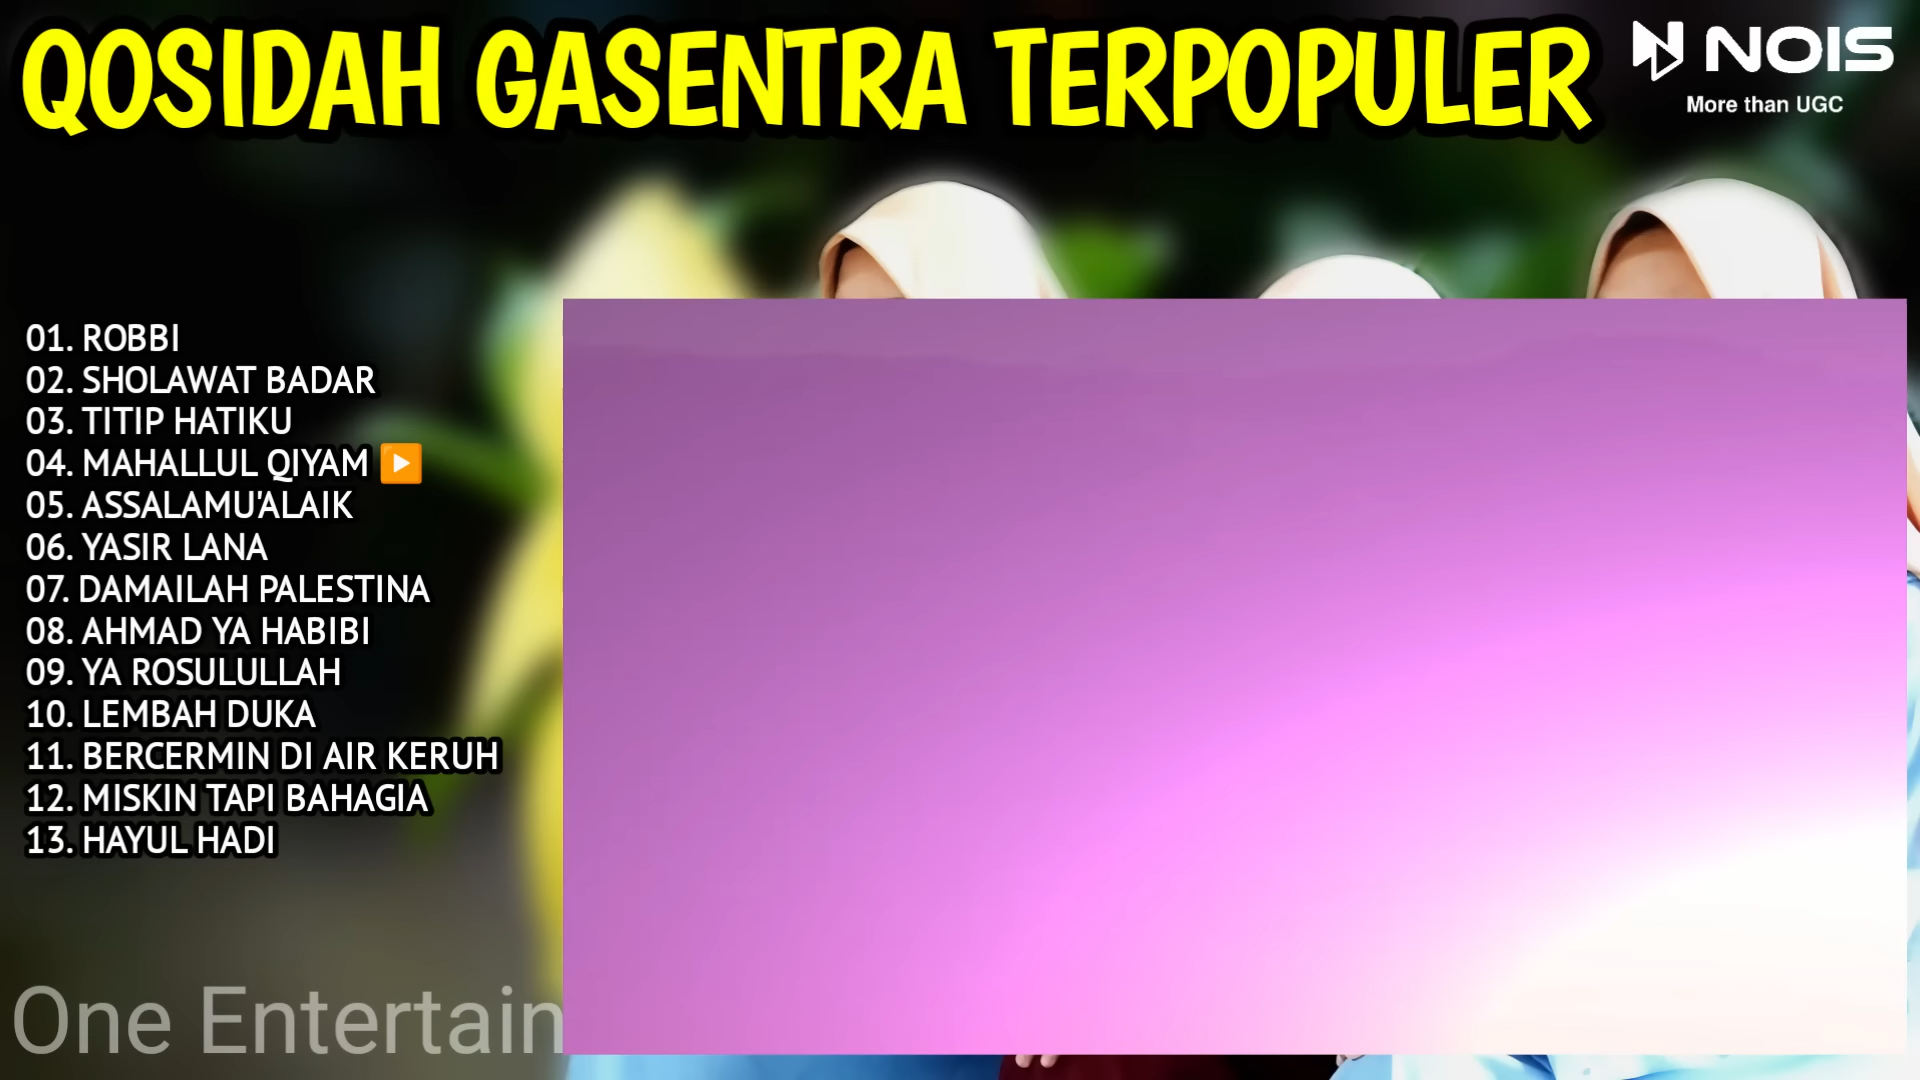 QOSIDAH GASENTRA TERPOPULER
NOIS
More than UGC
01. ROBBI
02. SHOLAWAT BADAR
03. TITIP HATIKU
04. MAHALLUL QIYAM ▶️
05. ASSALAMU'ALAIK
06. YASIR LANA
07. DAMAILAH PALESTINA
08. AHMAD YA HABIBI
09. YA ROSULULLAH
10. LEMBAH DUKA
11. BERCERMIN DI AIR KERUH
12. MISKIN TAPI BAHAGIA
13. HAYUL HADI
One Entertain